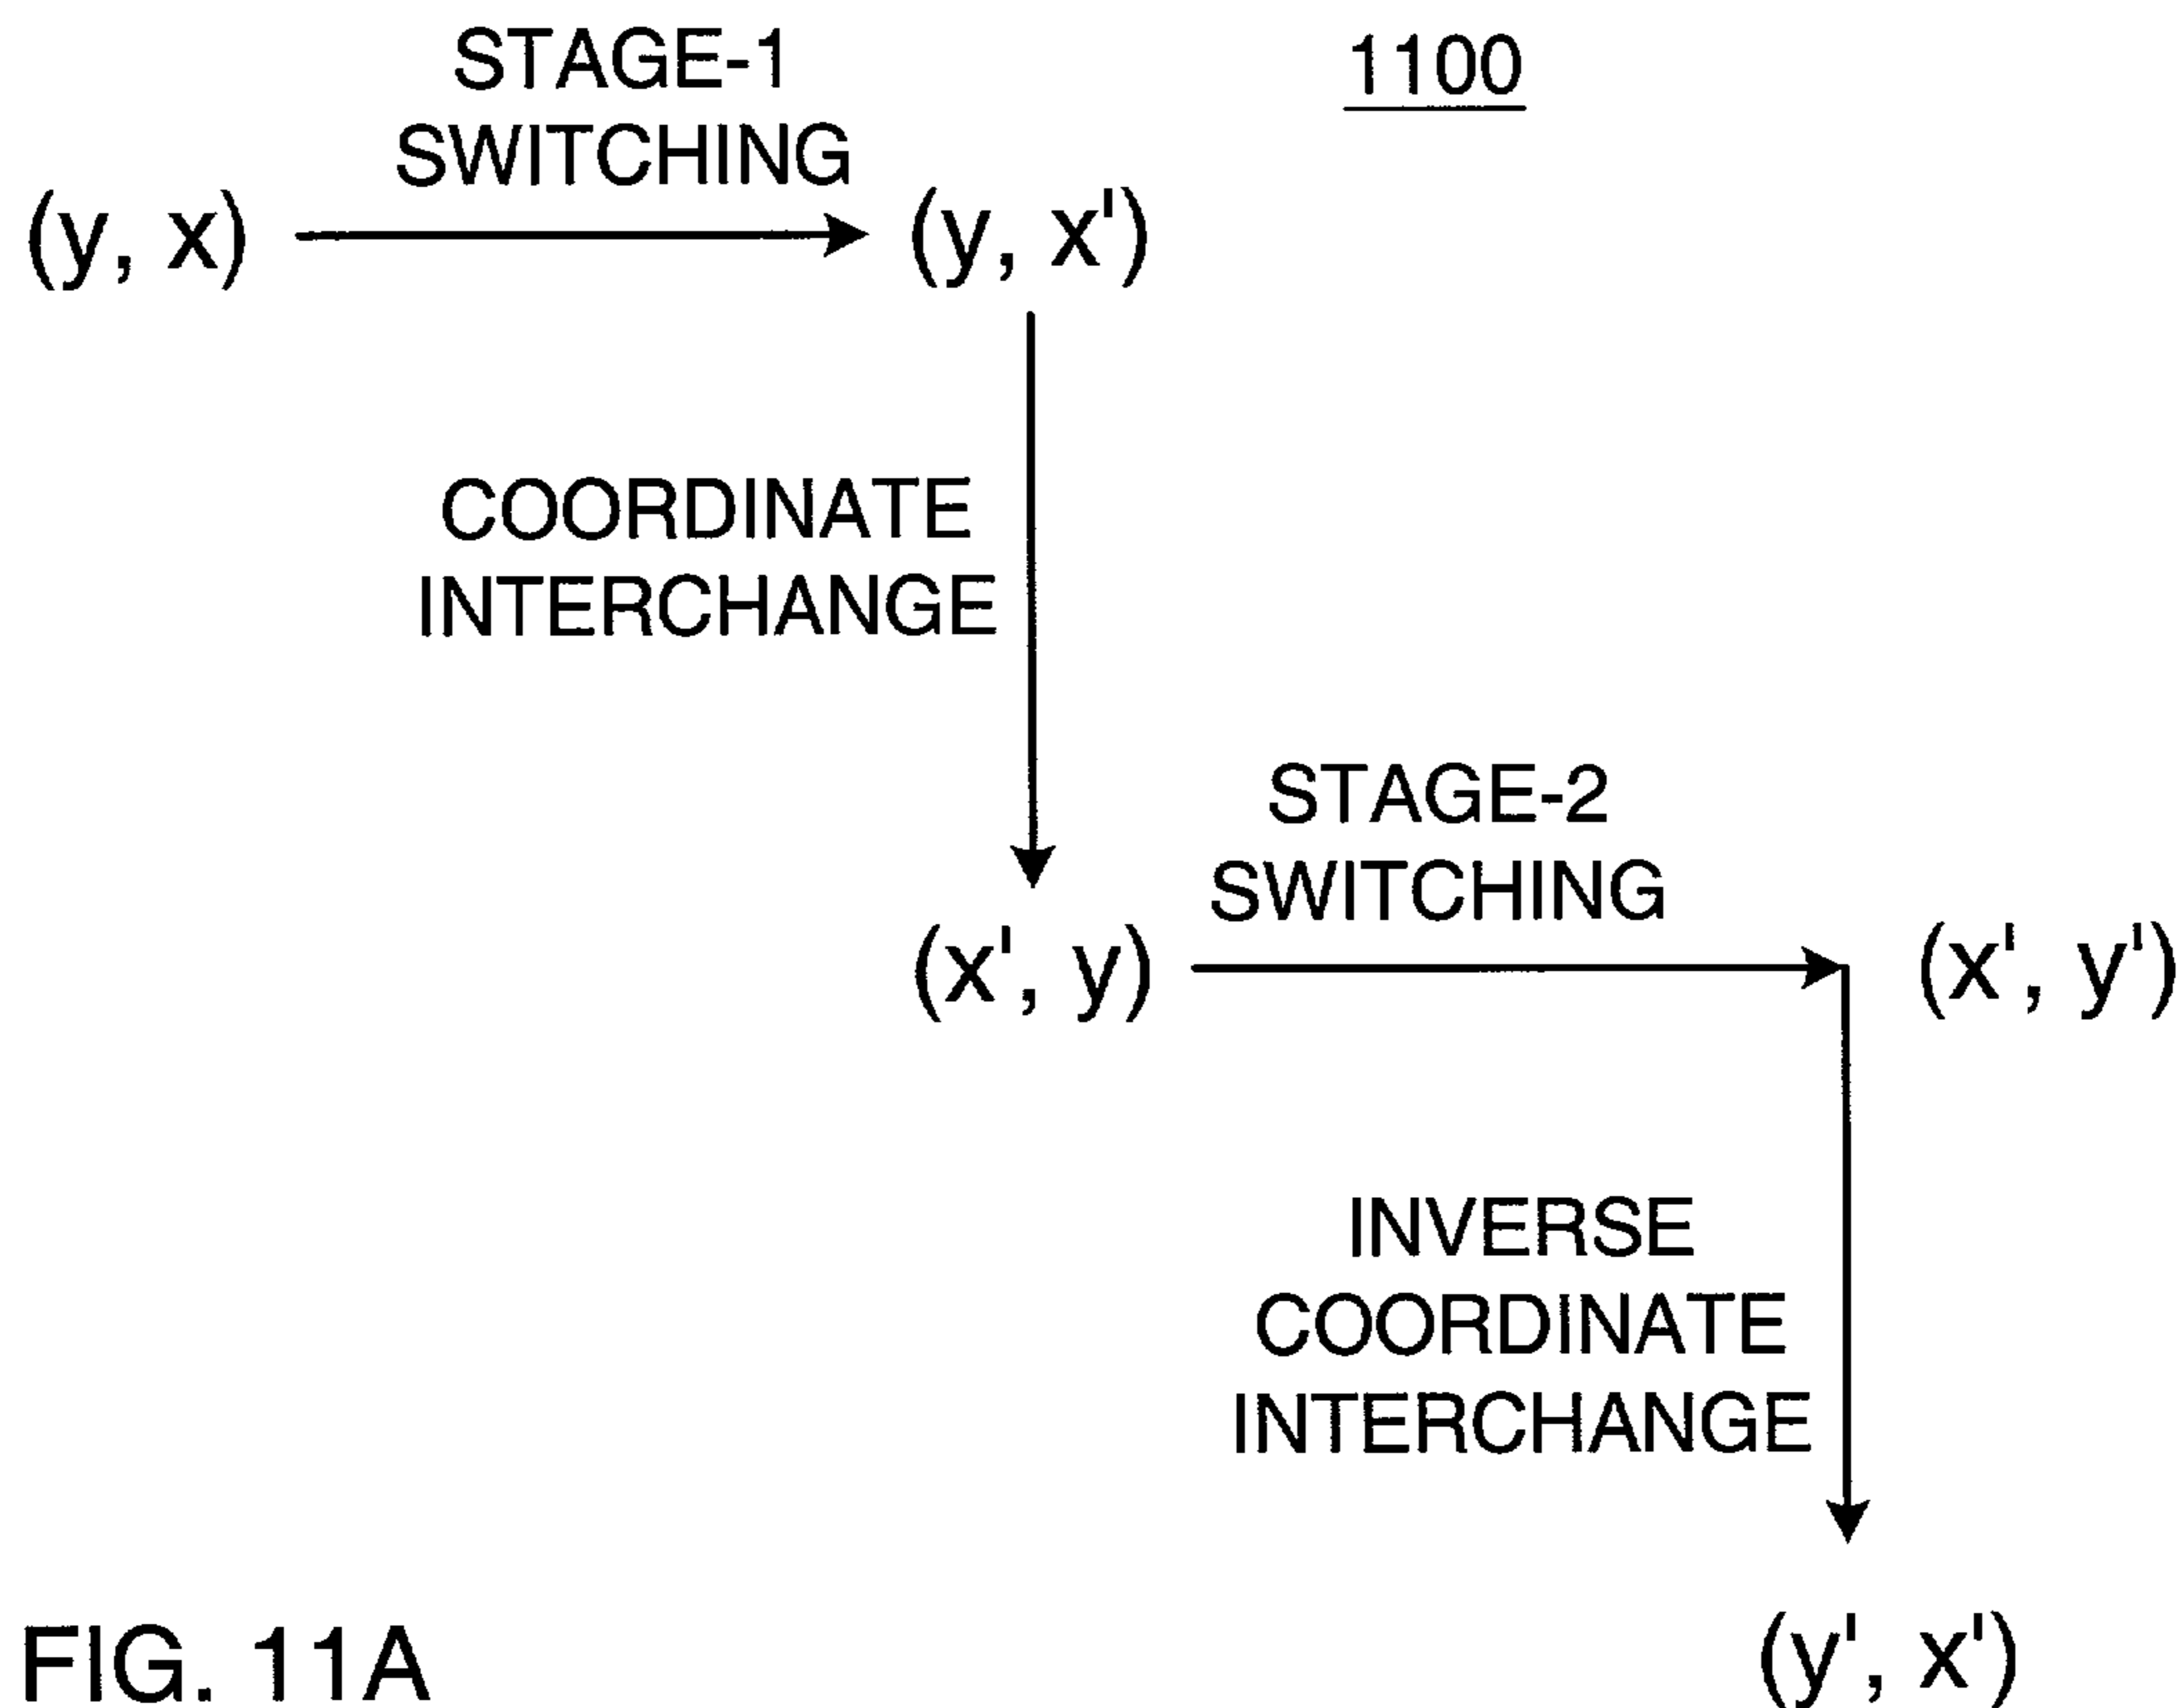 STAGE-1
SWITCHING
1100
(y, x)
(y, x')
COORDINATE
INTERCHANGE
STAGE-2
SWITCHING
(x', y)
(x', y')
INVERSE
COORDINATE
INTERCHANGE
(y', x')
FIG. 11A